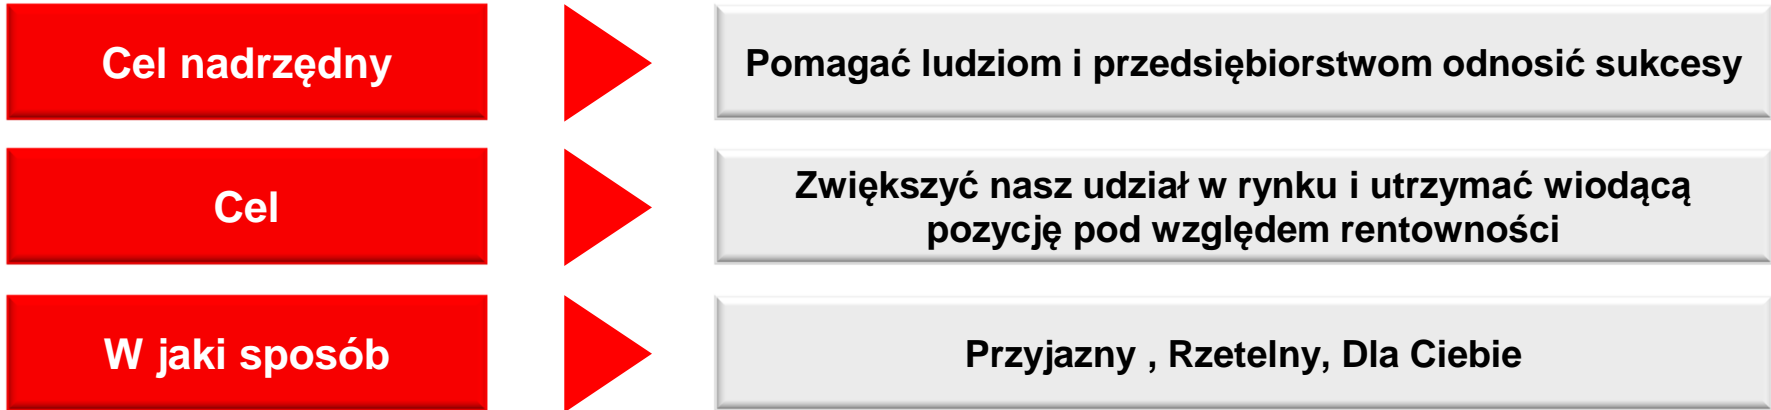 Cel nadrzędny
Pomagać ludziom i przedsiębiorstwom odnosić sukcesy
Cel
Zwiększyć nasz udział w rynku i utrzymać wiodącą
pozycję pod względem rentowności
W jaki sposób
Przyjazny , Rzetelny, Dla Ciebie